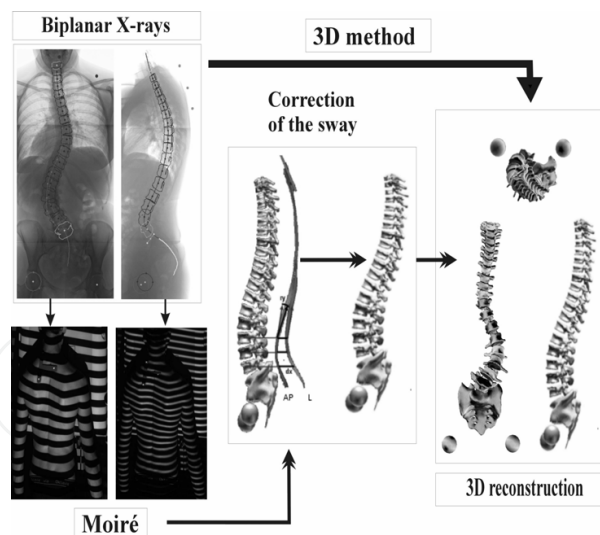 Biplanar X-rays
3D method
Correction
of the sway
AP L
Moiré
3D reconstruction